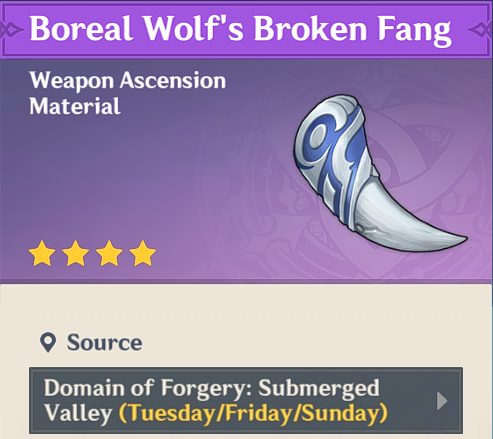 Boreal Wolf's Broken Fang
Weapon Ascension
Material
Source
Domain of Forgery: Submerged
Valley (Tuesday/Friday/Sunday)